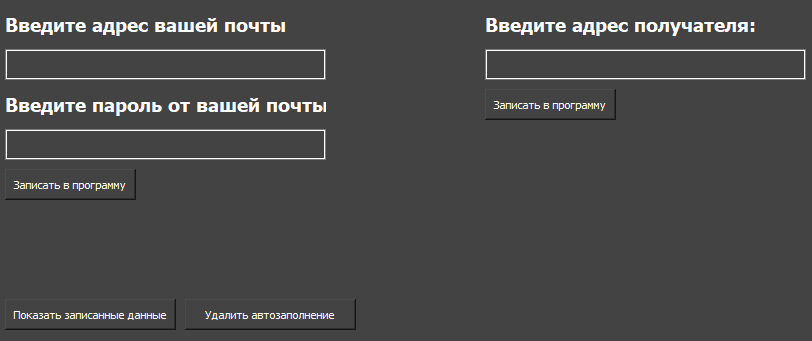 Введите адрес вашей почты
Введите пароль от вашей почты
Записать в программу
Введите адрес получателя:
Записать в программу
Показать записанные данные
Удалить автозаполнение